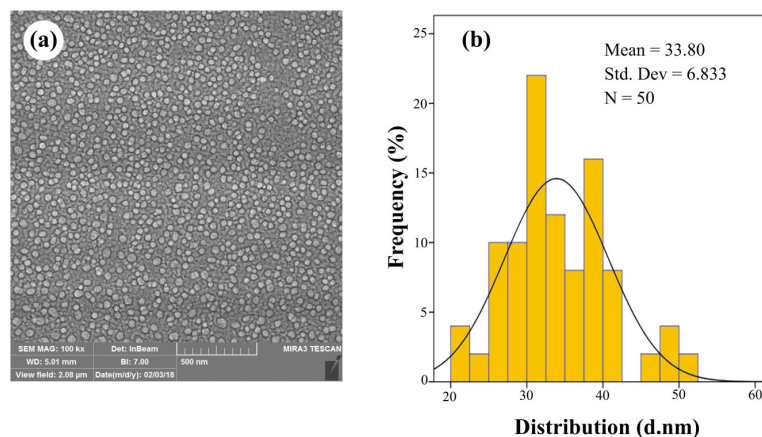 (a)
SEM MAG: 100 kx
Det: InBeam
MIRA3 TESCAN
WD: 5.01 mm
BI: 7.00
500 nm
View field: 2.08 µm
Date(m/d/y): 02/03/18
(b)
Mean = 33.80
Std. Dev = 6.833
N = 50
Frequency (%)
25
20
15
10
5
0
20
30
40
50
60
Distribution (d.nm)